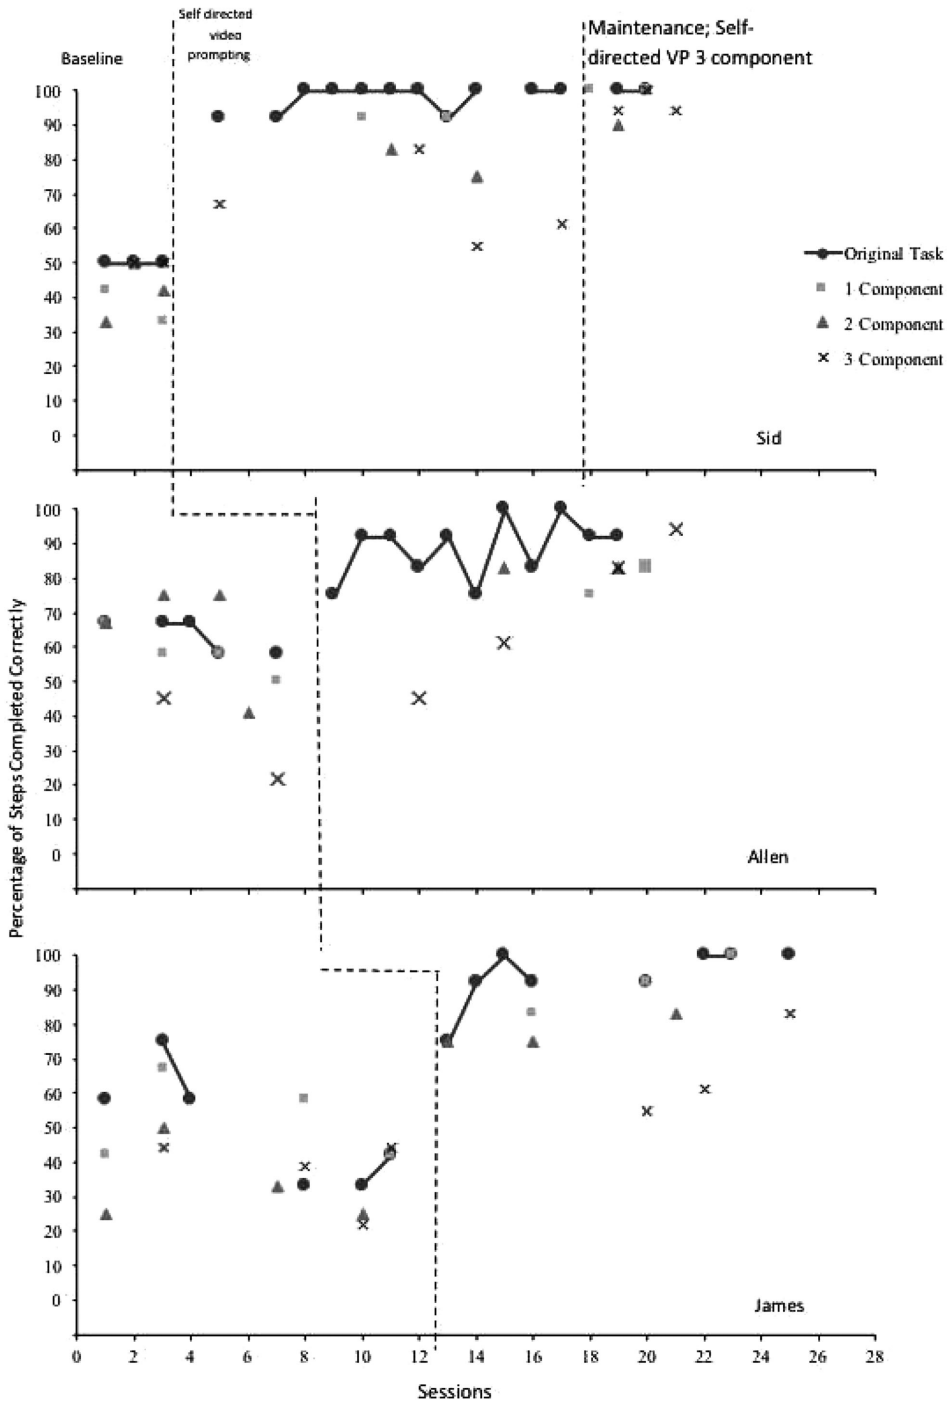 Self directed
video
prompting
Baseline
Maintenance; Self-
directed VP 3 component
100
90
80
70
60
50
40
30
20
10
0
Original Task
1 Component
2 Component
3 Component
Sid
100
90
80
70
60
50
40
30
20
10
0
Allen
Percentage of Steps Completed Correctly
100
90
80
70
60
50
40
30
20
10
0
James
0 2 4 6 8 10 12 14 16 18 20 22 24 26 28
Sessions